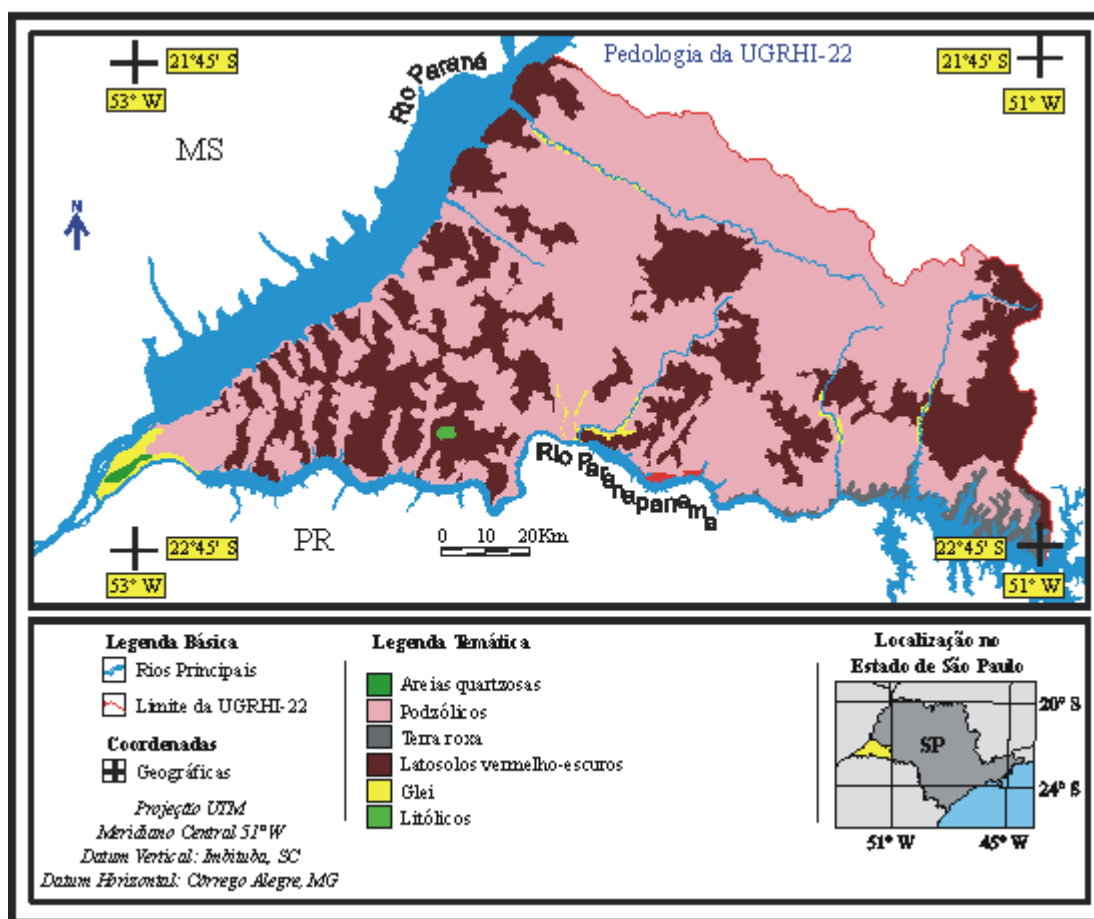 Pedologia da UGRHI-22
21°45' S
53° W
21°45' S
51° W
Rio Paraná
MS
N
Rio Paranapanema
PR
0 10 20Km
22°45' S
53° W
22°45' S
51° W
Legenda Básica
Rios Principais
Limite da UGRHI-22
Coordenadas
Geográficas
Projeção UTM
Meridiano Central 51° W
Datum Vertical: Imbituba, SC
Datum Horizontal: Córrego Alegre, MG
Legenda Temática
Areias quartzosas
Podzólicos
Terra roxa
Latosolos vermelho-escuros
Glei
Litólicos
Localização no
Estado de São Paulo
20° S
SP
24° S
51° W
45° W